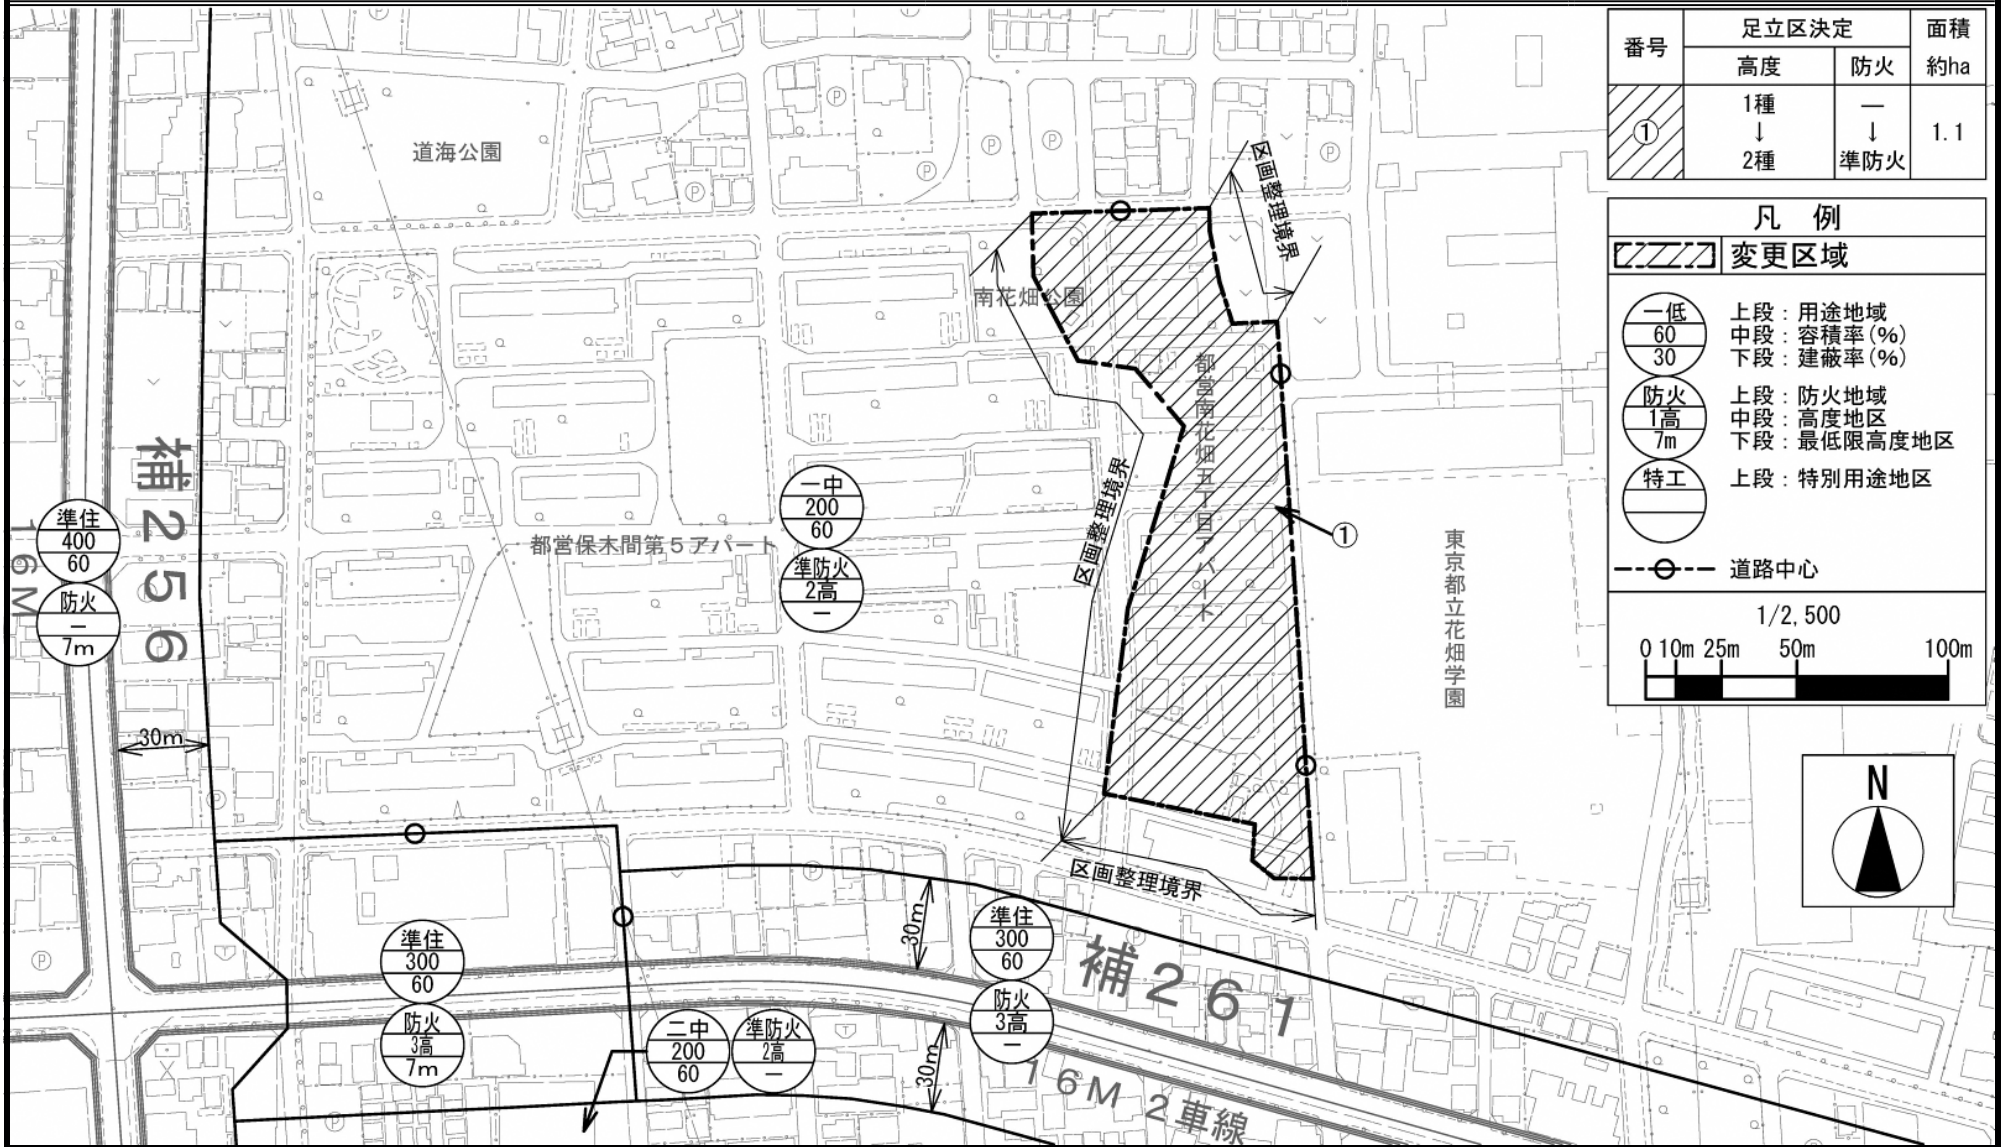 番号
足立区決定
面積
約ha
高度
防火
①
1種
↓
2種
—
↓
準防火
1.1
凡 例
変更区域
一低
60
30
上段：用途地域
中段：容積率(%)
下段：建蔽率(%)
防火
1高
7m
上段：防火地域
中段：高度地区
下段：最低限高度地区
特工
上段：特別用途地区
道路中心
1/2,500
0 10m 25m 50m 100m
N
道海公園
区画整理境界
南花畑公園
都営南花畑五丁目アパート
区画整理境界
①
東京都立花畑学園
補256
16M
準住
400
60
防火
—
7m
一中
200
60
準防火
2高
—
都営保木間第5アパート
30m
区画整理境界
30m
準住
300
60
防火
3高
7m
準住
300
60
防火
3高
—
補261
二中
200
60
準防火
2高
—
30m
16M 2車線